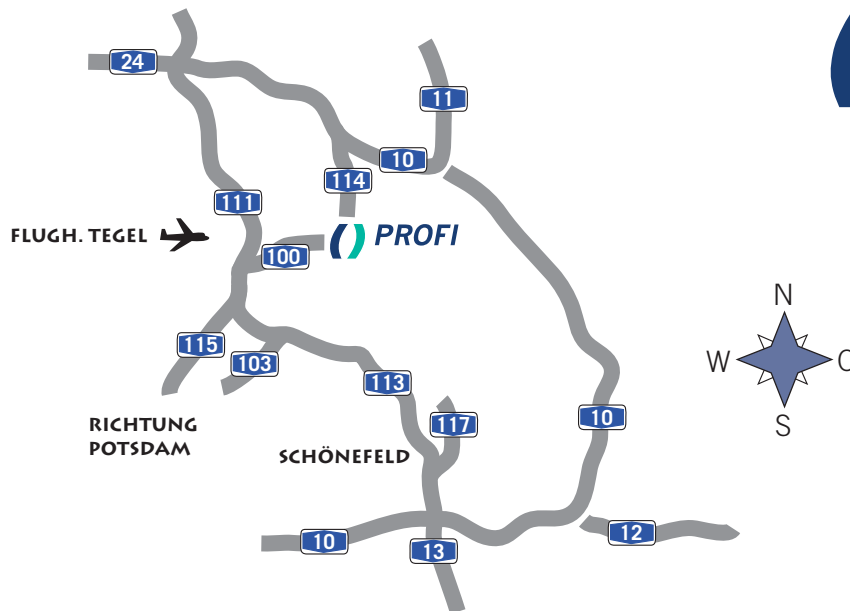 24
11
10
114
111
FLUGH. TEGEL
PROFI
100
N
W
O
S
115
103
113
RICHTUNG
POTSDAM
117
10
SCHÖNEFELD
10
13
12